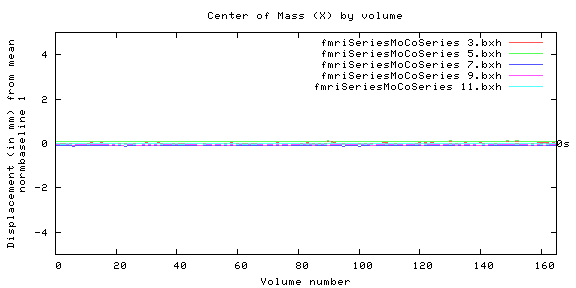 Center of Mass (X) by volume
fmriSeriesMoCoSeries 3.bxh
fmriSeriesMoCoSeries 5.bxh
fmriSeriesMoCoSeries 7.bxh
fmriSeriesMoCoSeries 9.bxh
fmriSeriesMoCoSeries 11.bxh
Displacement (in mm) from mean
normbaseline 1
4
2
0
-2
-4
0s
0 20 40 60 80 100 120 140 160
Volume number